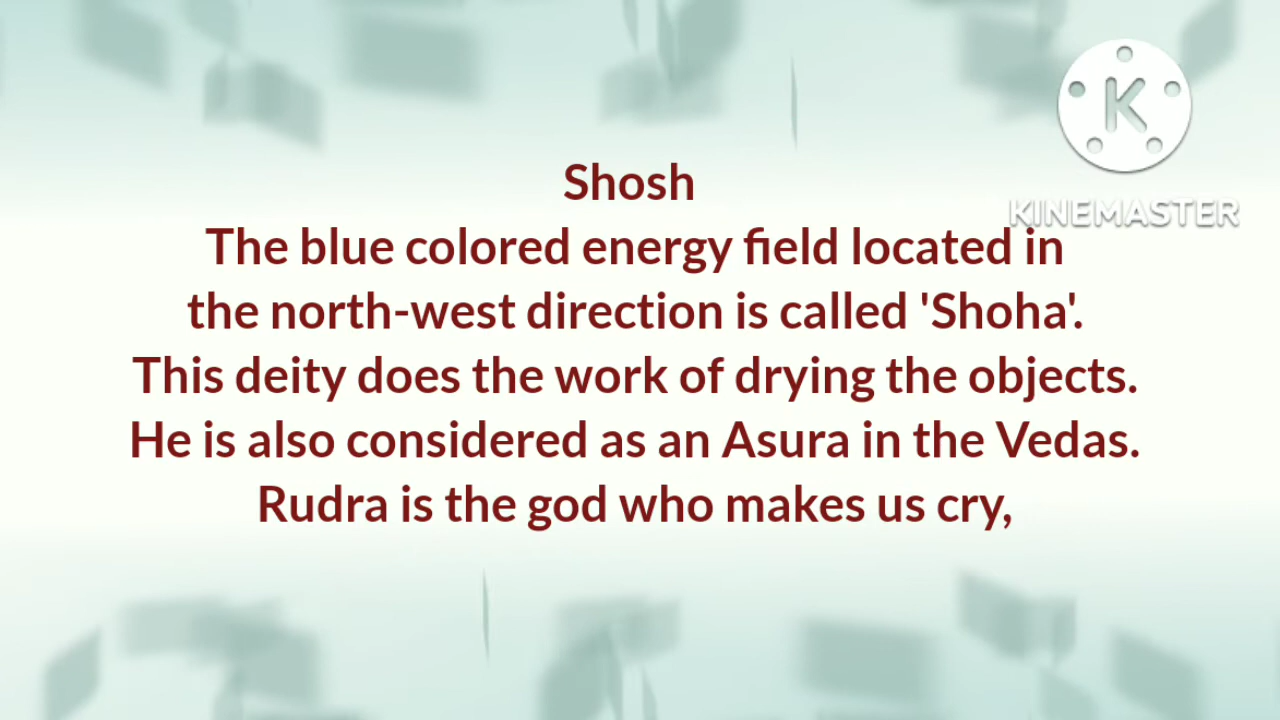 K
KINEMASTER
Shosh
The blue colored energy field located in
the north-west direction is called 'Shoha'.
This deity does the work of drying the objects.
He is also considered as an Asura in the Vedas.
Rudra is the god who makes us cry,